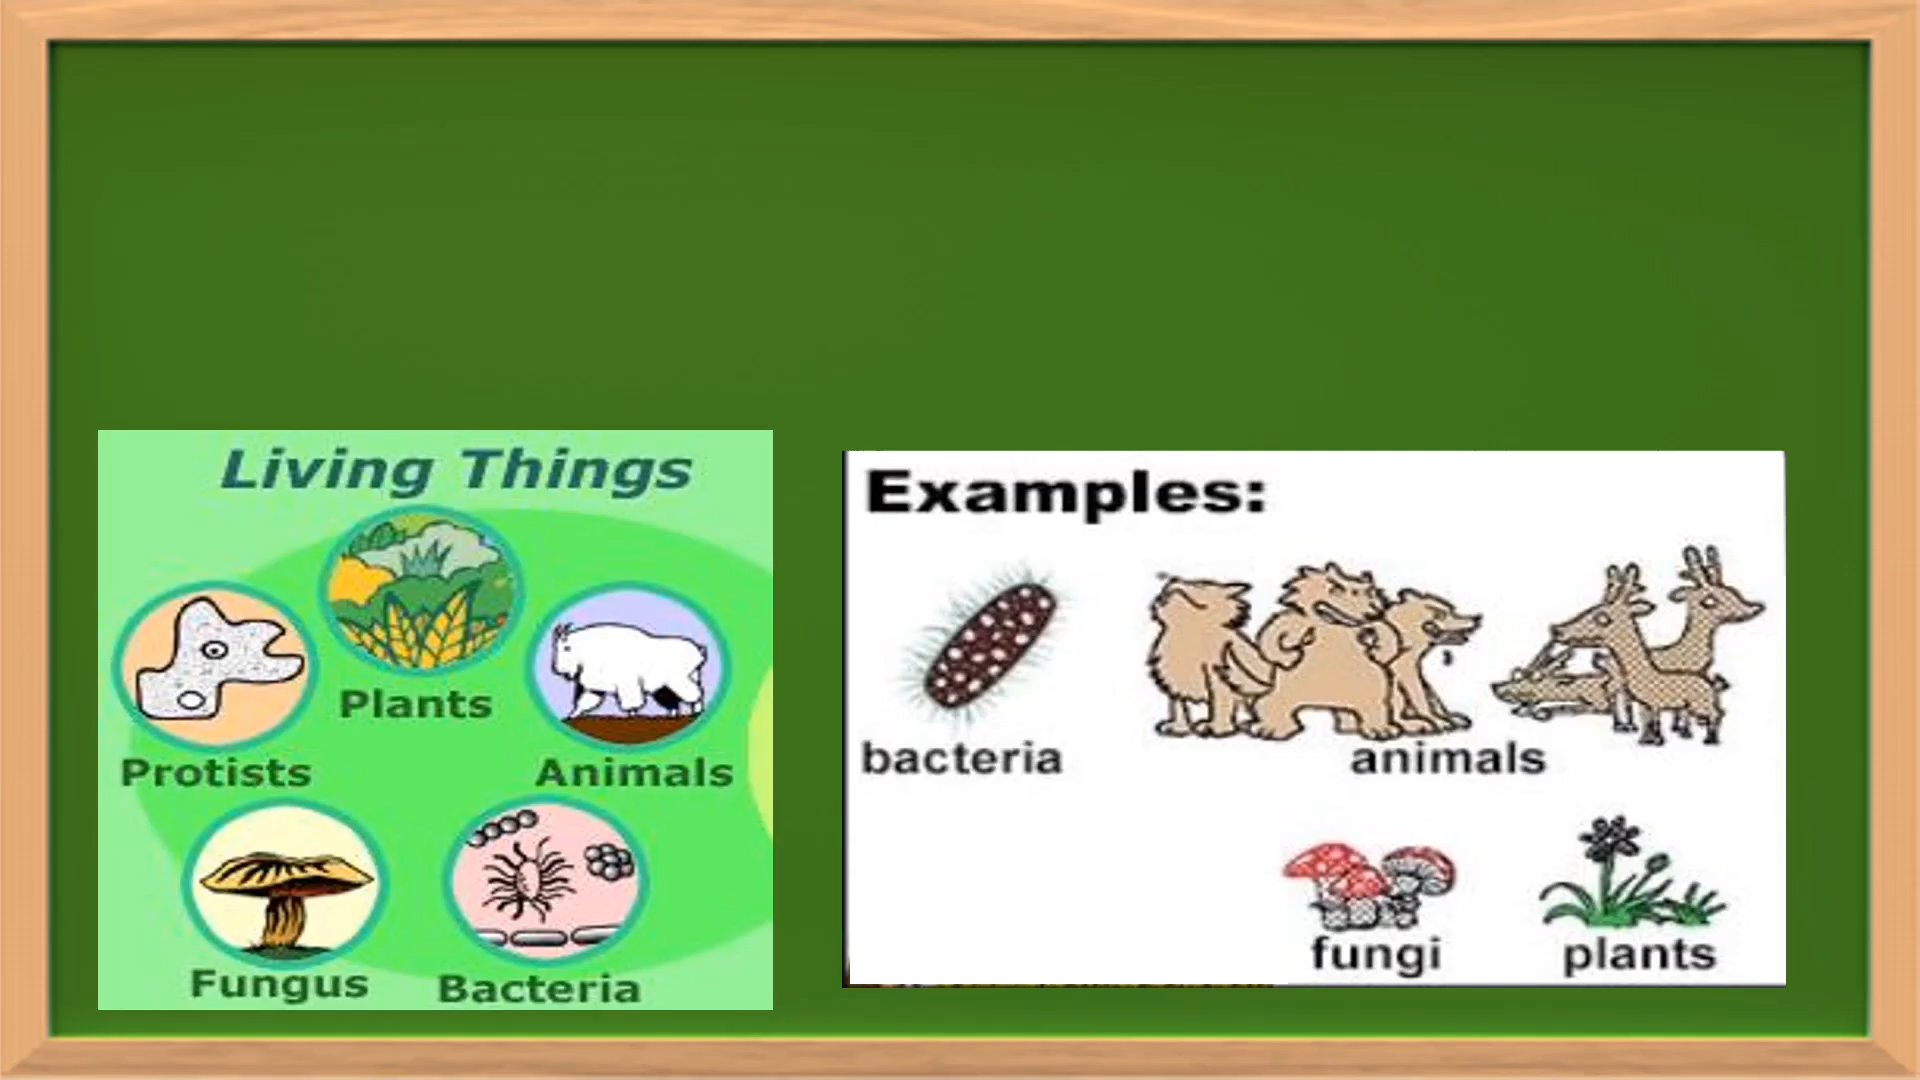 Living Things
Plants
Protists
Animals
Fungus
Bacteria
Examples:
bacteria
animals
fungi
plants